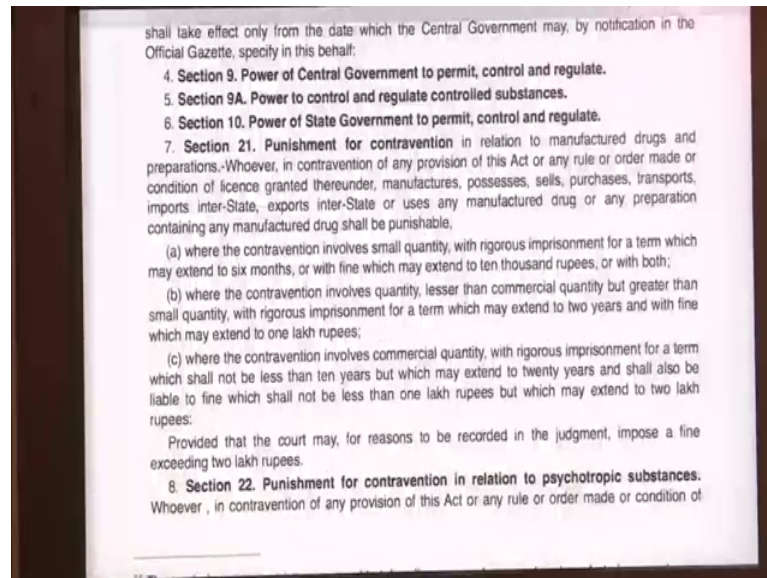 shall take effect only from the date which the Central Government may, by notification in the
Official Gazette, specify in this behalf;
4. Section 9. Power of Central Government to permit, control and regulate.
5. Section 9A. Power to control and regulate controlled substances.
6. Section 10. Power of State Government to permit, control and regulate.
7. Section 21. Punishment for contravention in relation to manufactured drugs and
preparations.-Whoever, in contravention of any provision of this Act or any rule or order made or
condition of licence granted thereunder, manufactures, possesses, sells, purchases, transports,
imports inter-State, exports inter-State or uses any manufactured drug or any preparation
containing any manufactured drug shall be punishable,
(a) where the contravention involves small quantity, with rigorous imprisonment for a term which
may extend to six months, or with fine which may extend to ten thousand rupees, or with both;
(b) where the contravention involves quantity, lesser than commercial quantity but greater than
small quantity, with rigorous imprisonment for a term which may extend to two years and with fine
which may extend to one lakh rupees;
(c) where the contravention involves commercial quantity, with rigorous imprisonment for a term
which shall not be less than ten years but which may extend to twenty years and shall also be
liable to fine which shall not be less than one lakh rupees but which may extend to two lakh
rupees:
Provided that the court may, for reasons to be recorded in the judgment, impose a fine
exceeding two lakh rupees.
8. Section 22. Punishment for contravention in relation to psychotropic substances.
Whoever , in contravention of any provision of this Act or any rule or order made or condition of